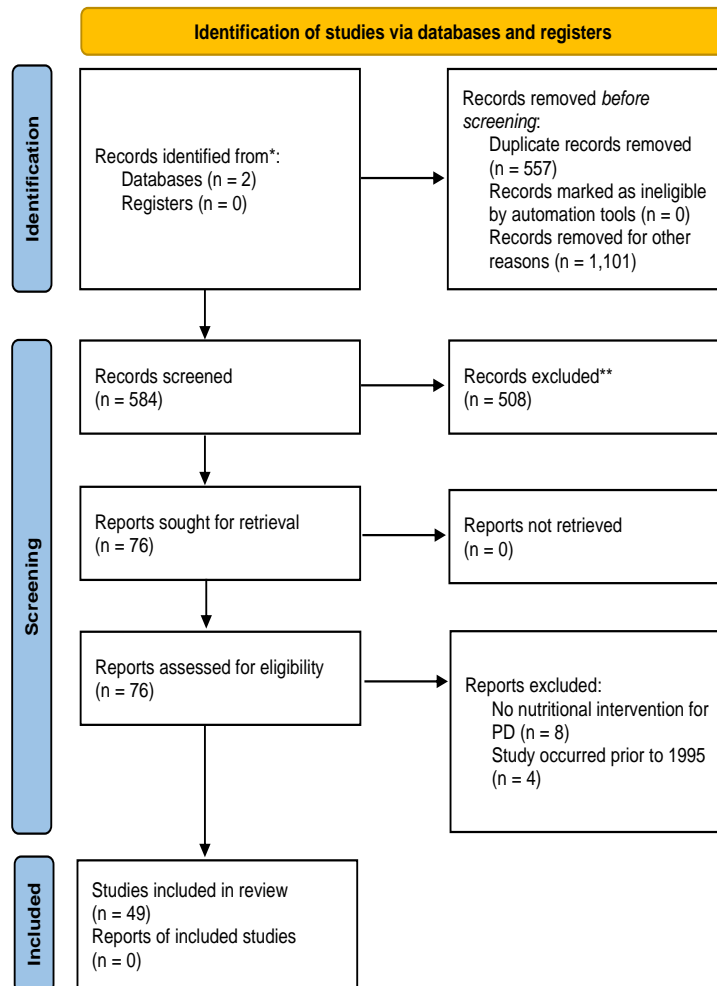 Identification of studies via databases and registers
Identification
Records identified from*:
Databases (n = 2)
Registers (n = 0)
Records removed before
screening:
Duplicate records removed
(n = 557)
Records marked as ineligible
by automation tools (n = 0)
Records removed for other
reasons (n = 1,101)
Screening
Records screened
(n = 584)
Records excluded**
(n = 508)
Reports sought for retrieval
(n = 76)
Reports not retrieved
(n = 0)
Reports assessed for eligibility
(n = 76)
Reports excluded:
No nutritional intervention for
PD (n = 8)
Study occurred prior to 1995
(n = 4)
Included
Studies included in review
(n = 49)
Reports of included studies
(n = 0)